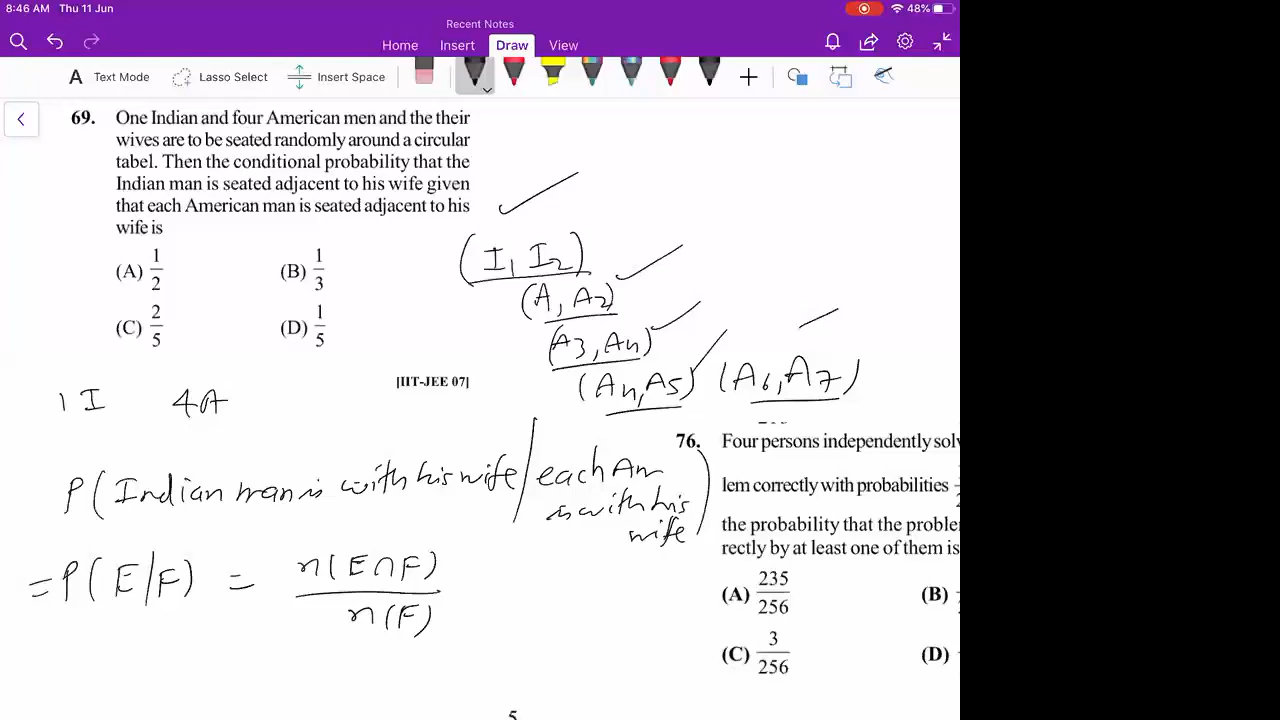 8:46 AM Thu 11 Jun
48%
Recent Notes
Home Insert Draw View
A Text Mode Lasso Select Insert Space
69. One Indian and four American men and the their
wives are to be seated randomly around a circular
tabel. Then the conditional probability that the
Indian man is seated adjacent to his wife given
that each American man is seated adjacent to his
wife is
(A) 1/2 (B) 1/3
(C) 2/5 (D) 1/5
[IIT-JEE 07]
(I1 I2)
(A1 A2)
(A3, A4)
(A4, A5) (A6, A7)
1 I 4A
P(Indian man is with his wife / each Am
is with his
wife)
= P(E/F) = n(E∩F)/n(F)
76. Four persons independently solv
lem correctly with probabilities
the probability that the proble
rectly by at least one of them is
(A) 235/256 (B)
(C) 3/256 (D)
5